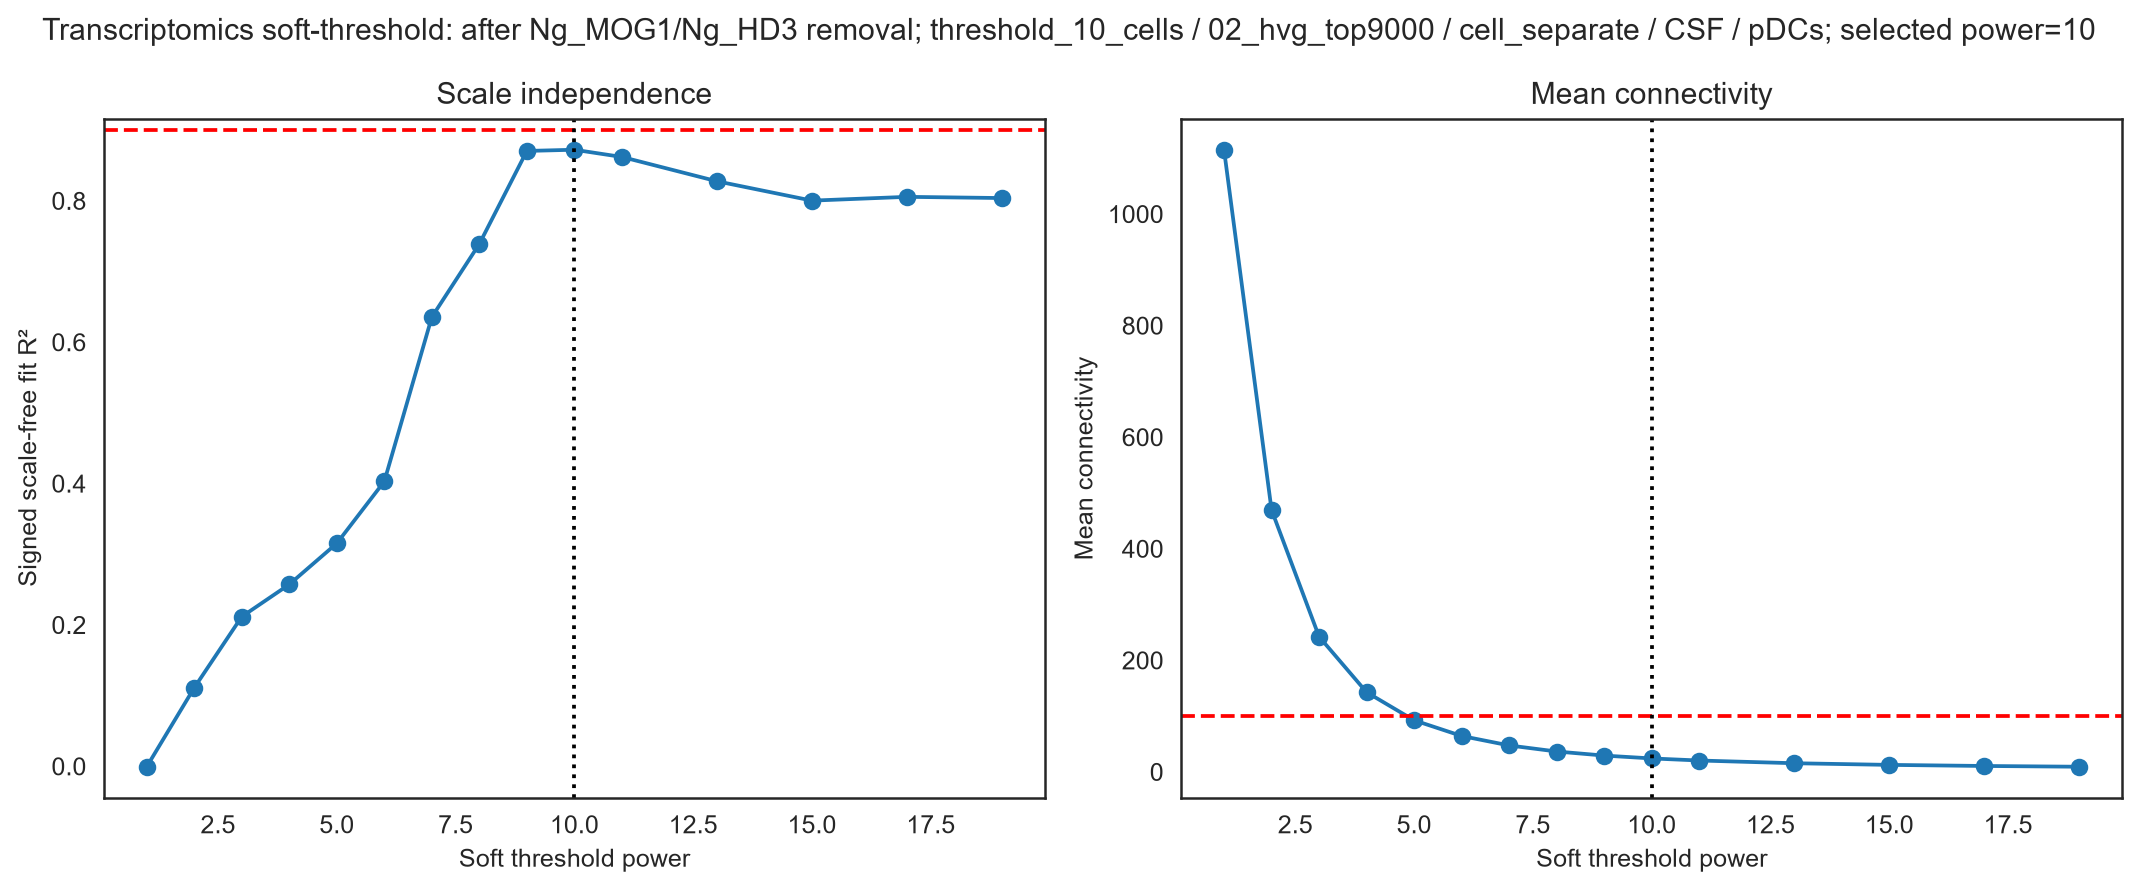 Transcriptomics soft-threshold: after Ng_MOG1/Ng_HD3 removal; threshold_10_cells / 02_hvg_top9000 / cell_separate / CSF / pDCs; selected power=10
Scale independence
Signed scale-free fit R²
0.8
0.6
0.4
0.2
0.0
2.5 5.0 7.5 10.0 12.5 15.0 17.5
Soft threshold power
Mean connectivity
Mean connectivity
1000
800
600
400
200
0
2.5 5.0 7.5 10.0 12.5 15.0 17.5
Soft threshold power